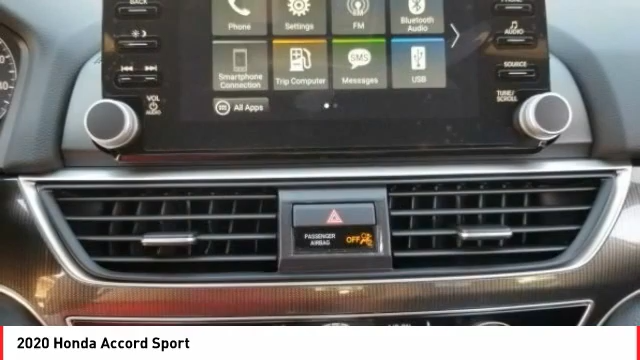 BACK
Phone
Settings
FM
Bluetooth
Audio
AUDIO
Smartphone
Connection
Trip Computer
SMS
Messages
USB
SOURCE
VOL
AUDIO
All Apps
TUNE/
SCROLL
PASSENGER
AIRBAG
OFF
2020 Honda Accord Sport